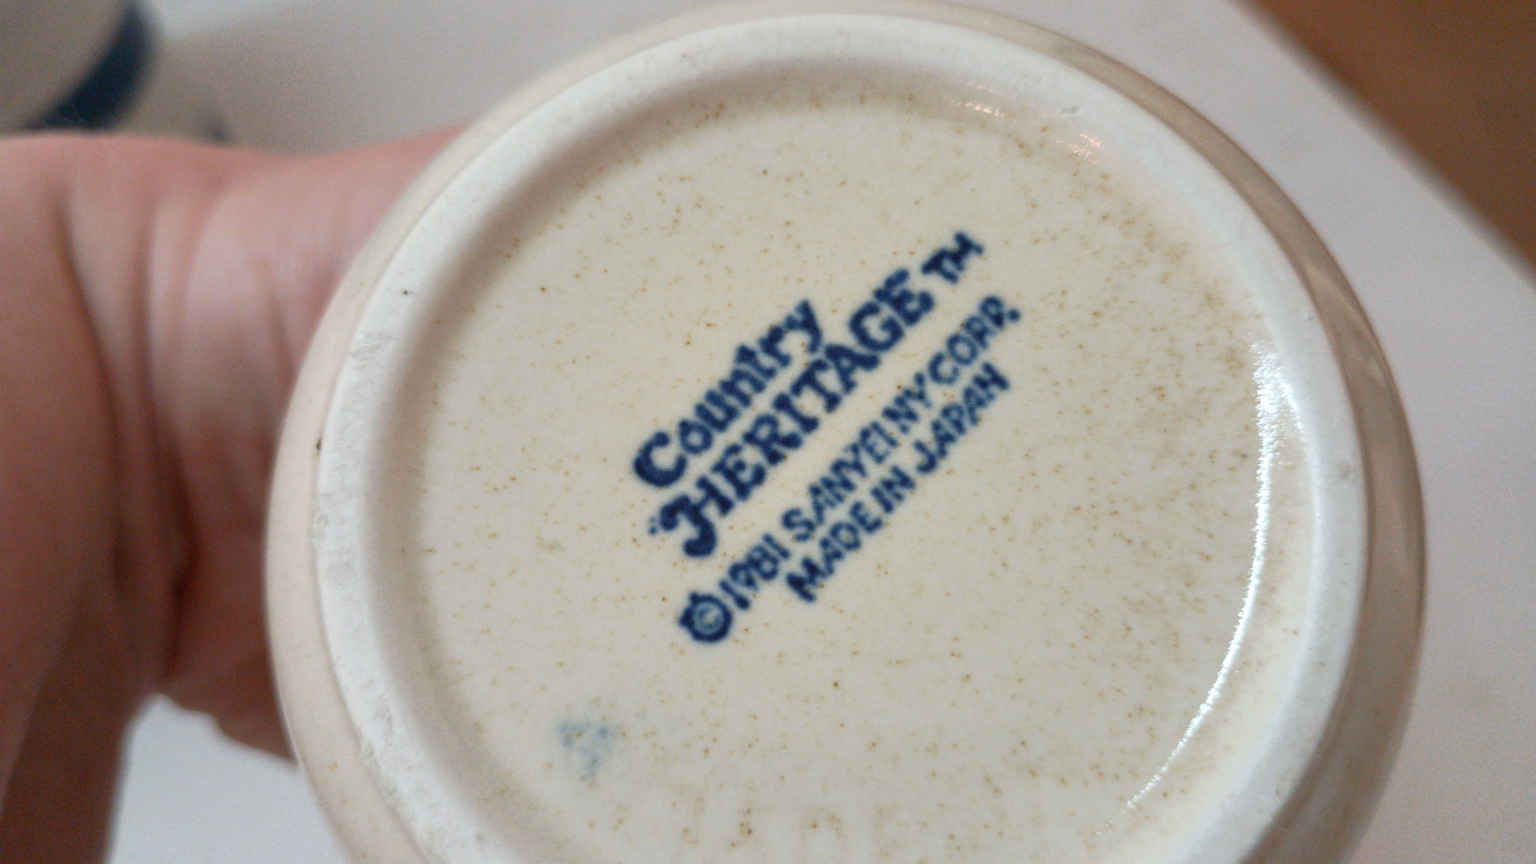 Country
HERITAGE™
©1981 SANYEI NY CORP.
MADE IN JAPAN